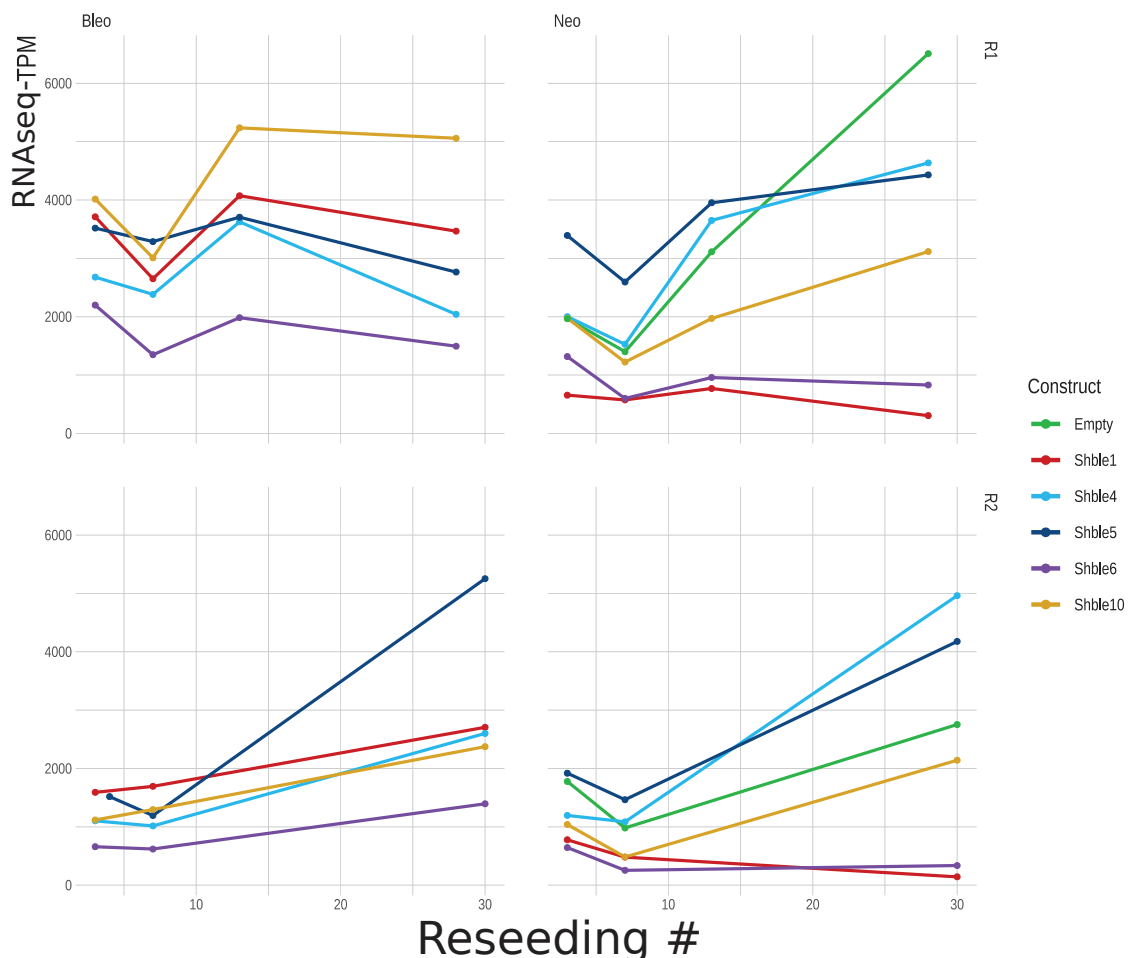 Bleo
Neo
RNAseq-TPM
R1
6000
4000
2000
0
R2
6000
4000
2000
0
10
20
30
10
20
30
Reseeding #
Construct
Empty
Shble1
Shble4
Shble5
Shble6
Shble10